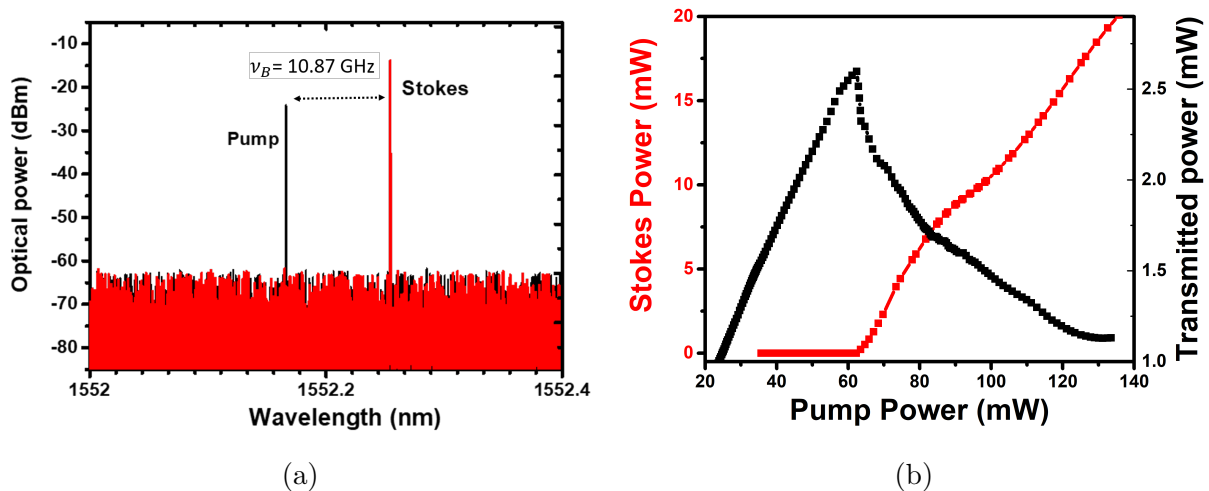 -10
-20
-30
-40
-50
-60
-70
-80
Optical power (dBm)
ν_B= 10.87 GHz
Stokes
Pump
1552
1552.2
1552.4
Wavelength (nm)
(a)
20
15
10
5
0
Stokes Power (mW)
2.5
2.0
1.5
1.0
Transmitted power (mW)
20
40
60
80
100
120
140
Pump Power (mW)
(b)